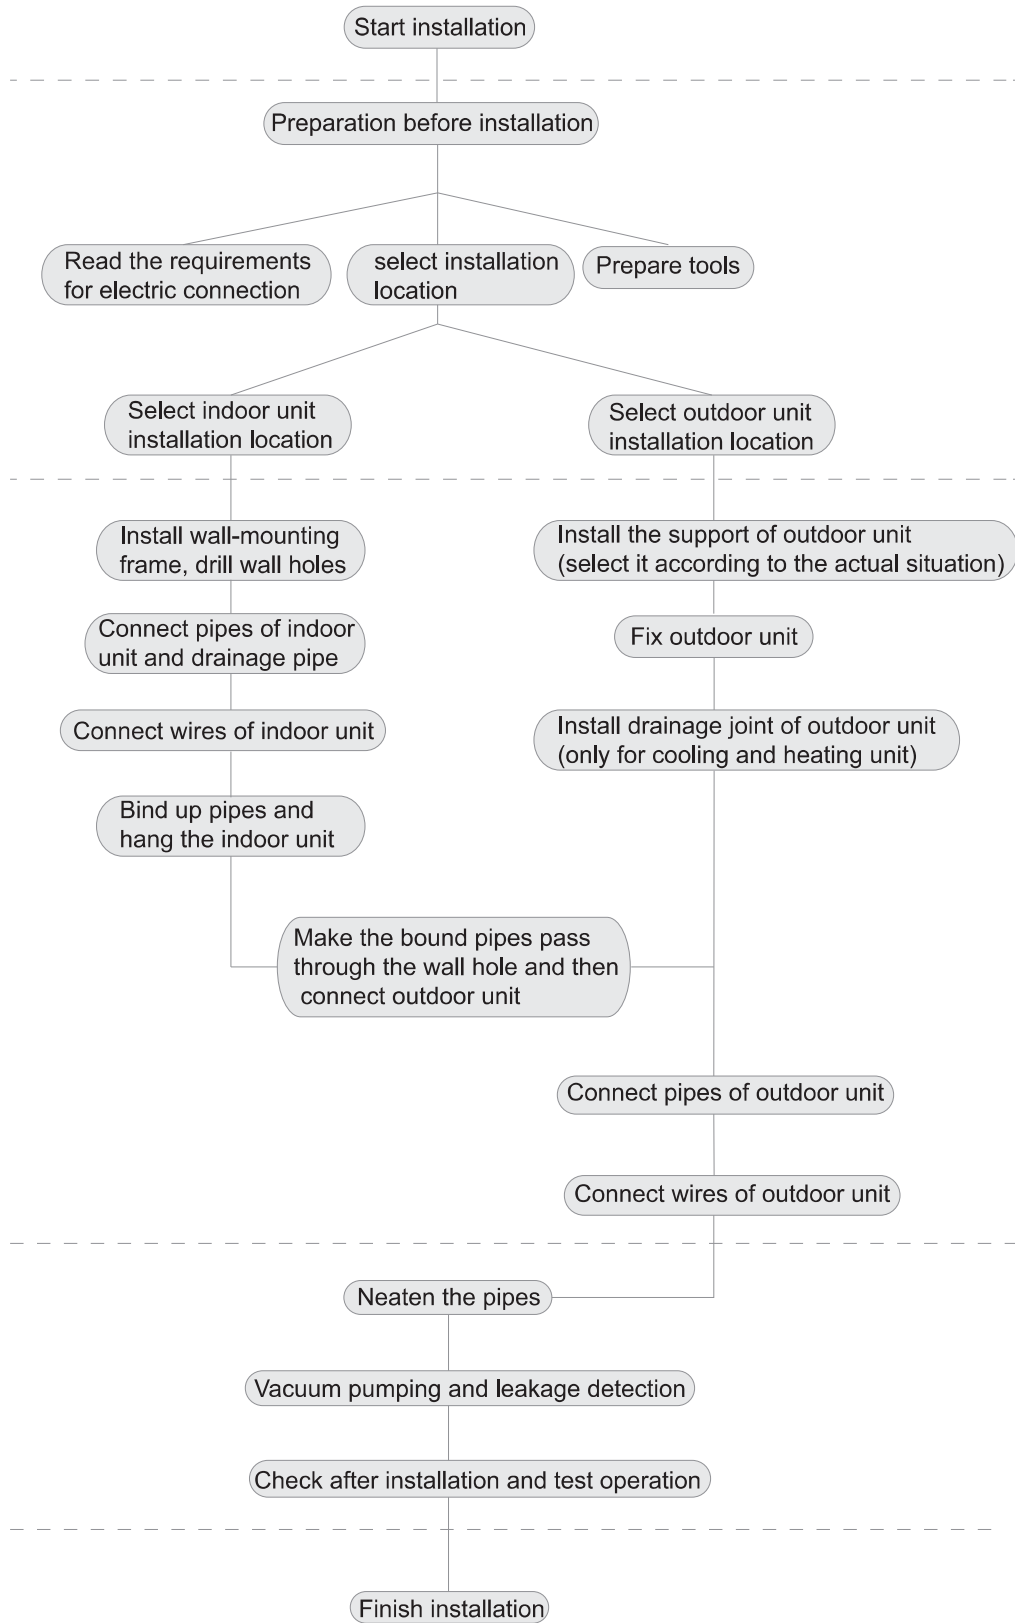 Start installation
Preparation before installation
Read the requirements
for electric connection
select installation
location
Prepare tools
Select indoor unit
installation location
Select outdoor unit
installation location
Install wall-mounting
frame, drill wall holes
Install the support of outdoor unit
(select it according to the actual situation)
Connect pipes of indoor
unit and drainage pipe
Fix outdoor unit
Connect wires of indoor unit
Install drainage joint of outdoor unit
(only for cooling and heating unit)
Bind up pipes and
hang the indoor unit
Make the bound pipes pass
through the wall hole and then
connect outdoor unit
Connect pipes of outdoor unit
Connect wires of outdoor unit
Neaten the pipes
Vacuum pumping and leakage detection
Check after installation and test operation
Finish installation